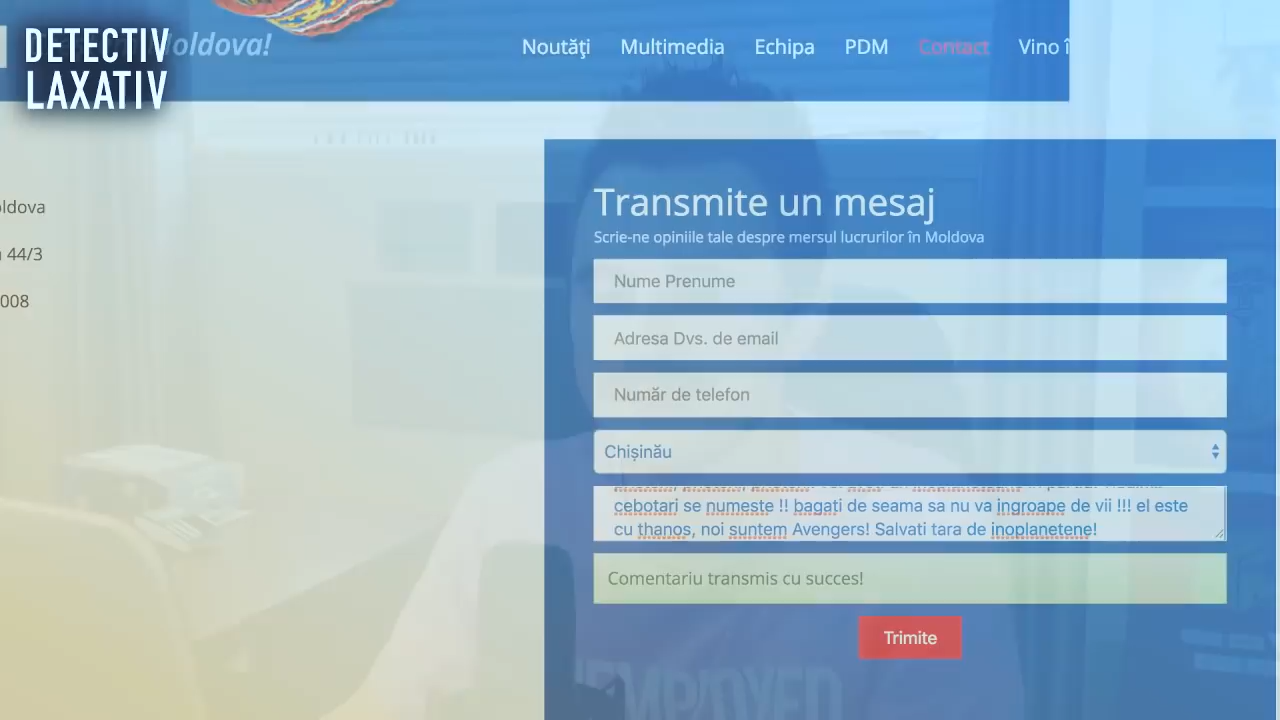 DETECTIV
LAXATIV
Moldova!
Noutăți
Multimedia
Echipa
PDM
Contact
Vino
44/3
008
Transmite un mesaj
Scrie-ne opiniile tale despre mersul lucrurilor în Moldova
Nume Prenume
Adresa Dvs. de email
Număr de telefon
Chișinău
cebotari se numeste !! bagati de seama sa nu va ingroape de vii !!! el este
cu thanos, noi suntem Avengers! Salvati tara de inoplanetene!
Comentariu transmis cu succes!
Trimite